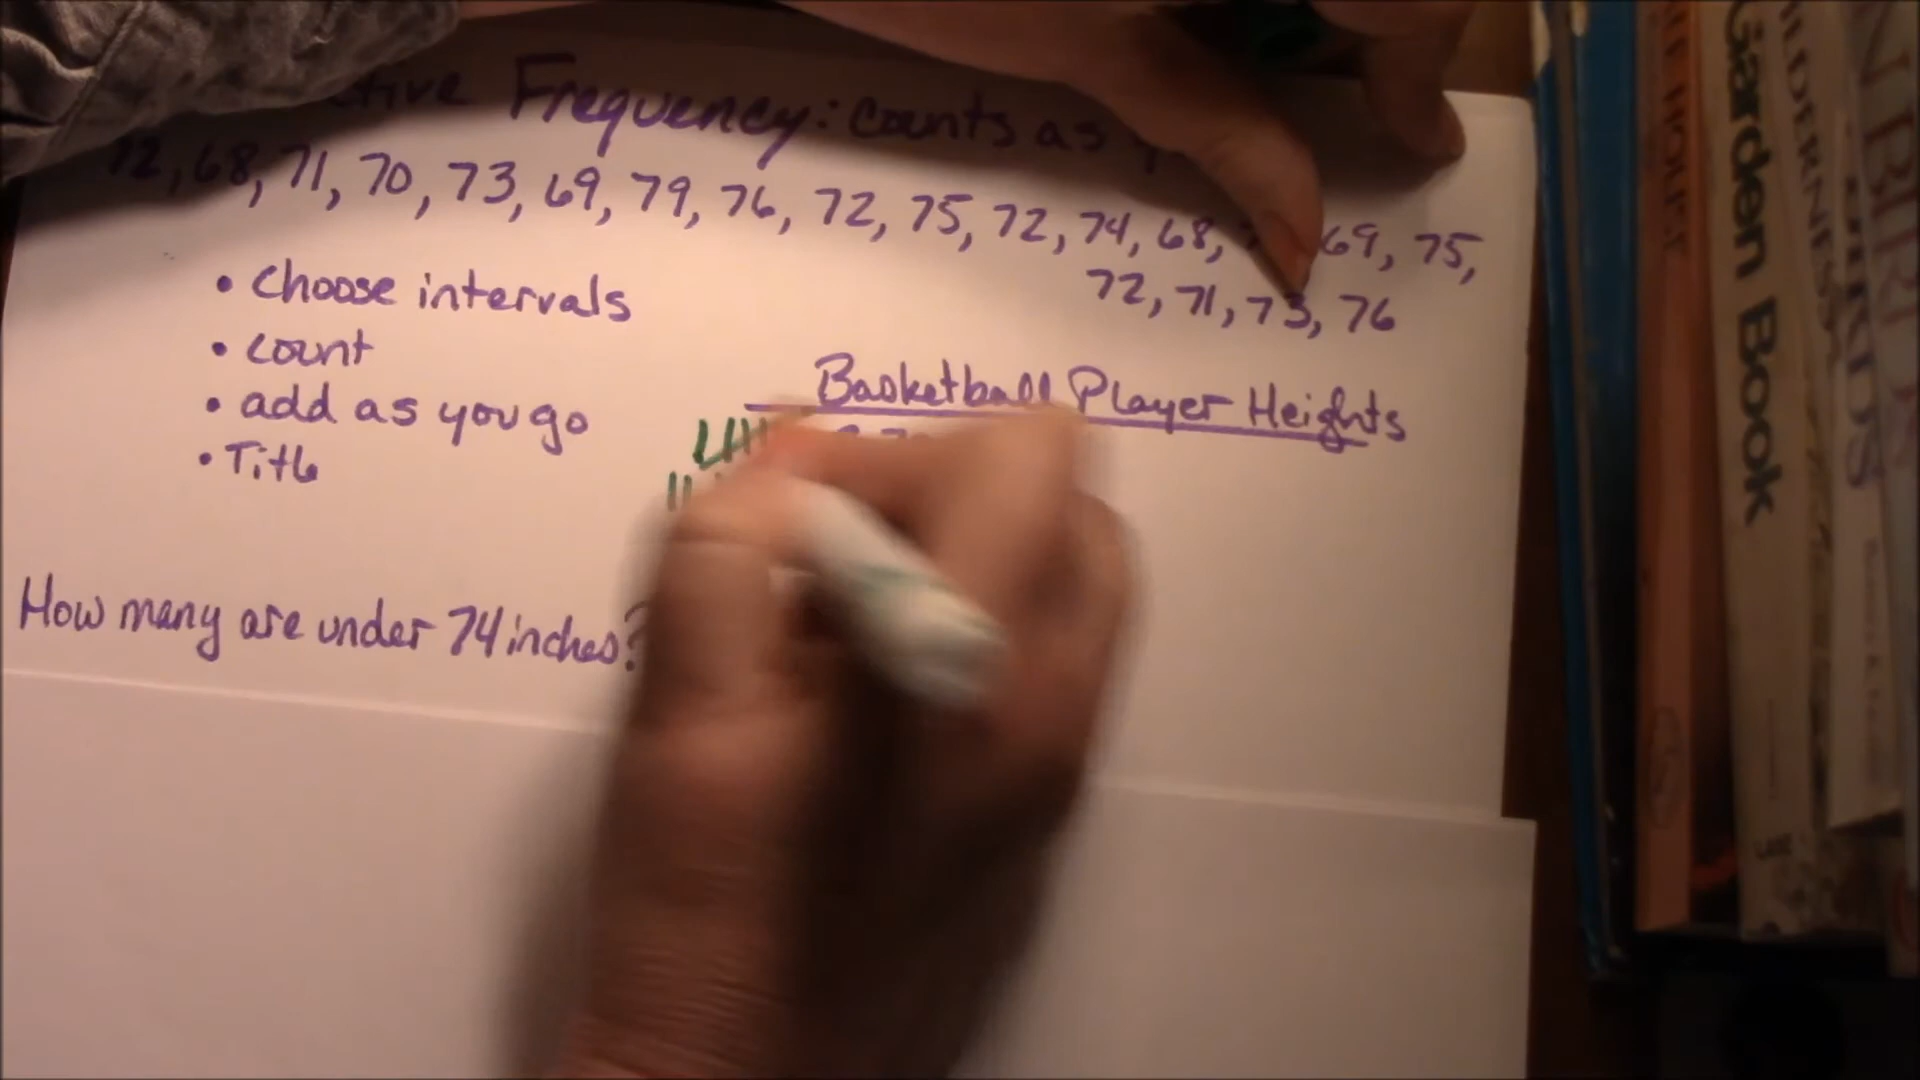 Frequency: counts as
72, 68, 71, 70, 73, 69, 79, 76, 72, 75, 72, 74, 68, 69, 75,
72, 71, 73, 76
• Choose intervals
• count
• add as you go
• Title
Basketball Player Heights
How many are under 74 inches?
Garden Book